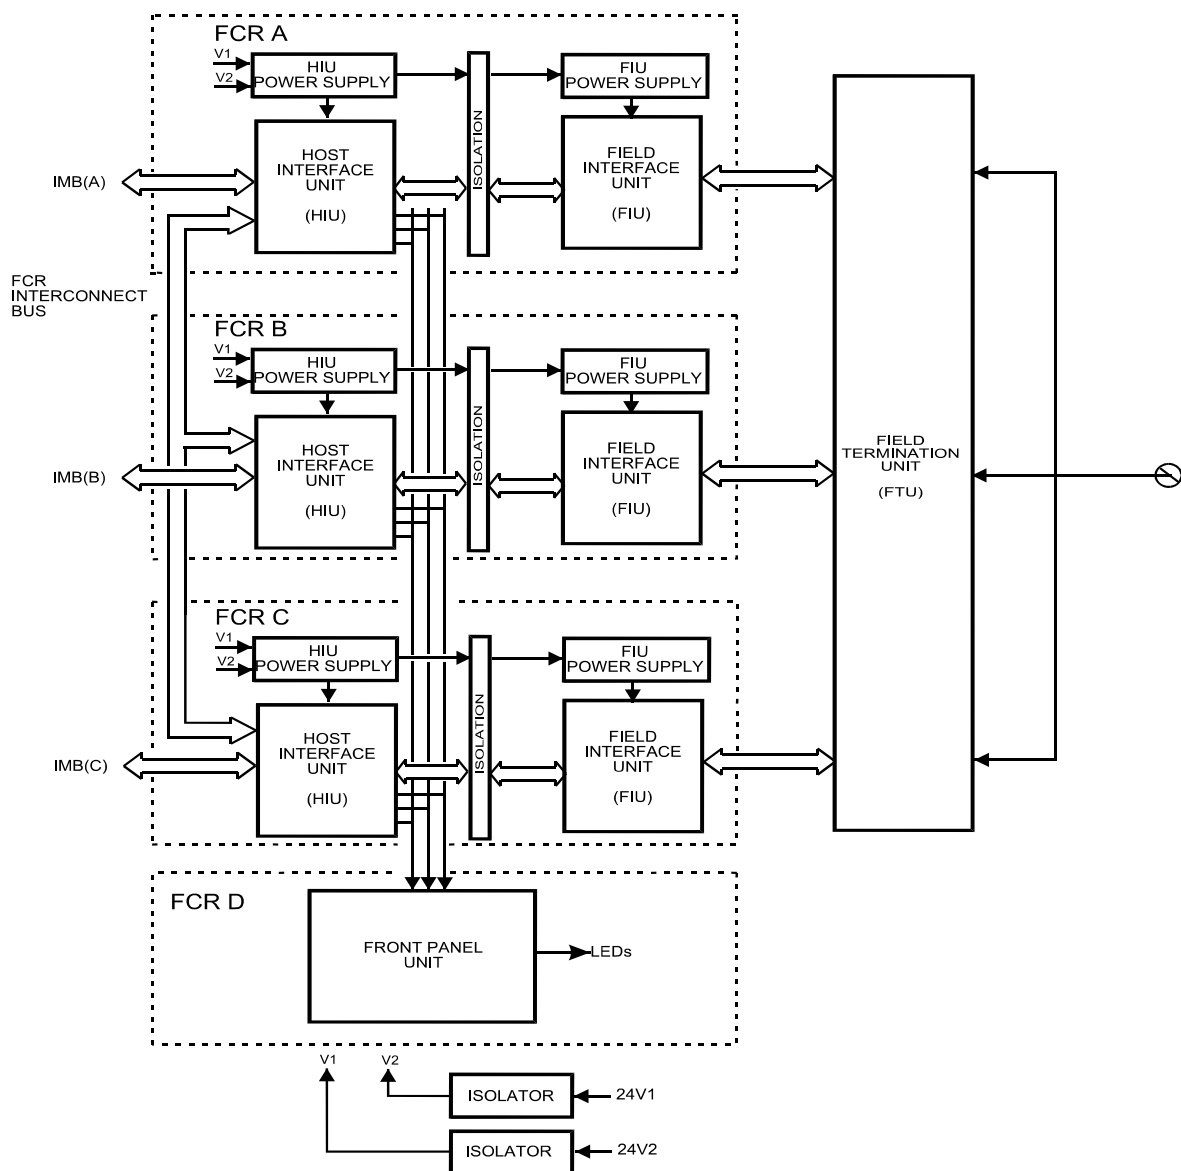 FCR A
V1
V2
HIU
POWER SUPPLY
ISOLATION
FIU
POWER SUPPLY
IMB(A)
HOST
INTERFACE
UNIT
(HIU)
FIELD
INTERFACE
UNIT
(FIU)
FCR
INTERCONNECT
BUS
FCR B
V1
V2
HIU
POWER SUPPLY
ISOLATION
FIU
POWER SUPPLY
IMB(B)
HOST
INTERFACE
UNIT
(HIU)
FIELD
INTERFACE
UNIT
(FIU)
FIELD
TERMINATION
UNIT
(FTU)
FCR C
V1
V2
HIU
POWER SUPPLY
ISOLATION
FIU
POWER SUPPLY
IMB(C)
HOST
INTERFACE
UNIT
(HIU)
FIELD
INTERFACE
UNIT
(FIU)
FCR D
FRONT PANEL
UNIT
LEDs
V1
V2
ISOLATOR
24V1
ISOLATOR
24V2